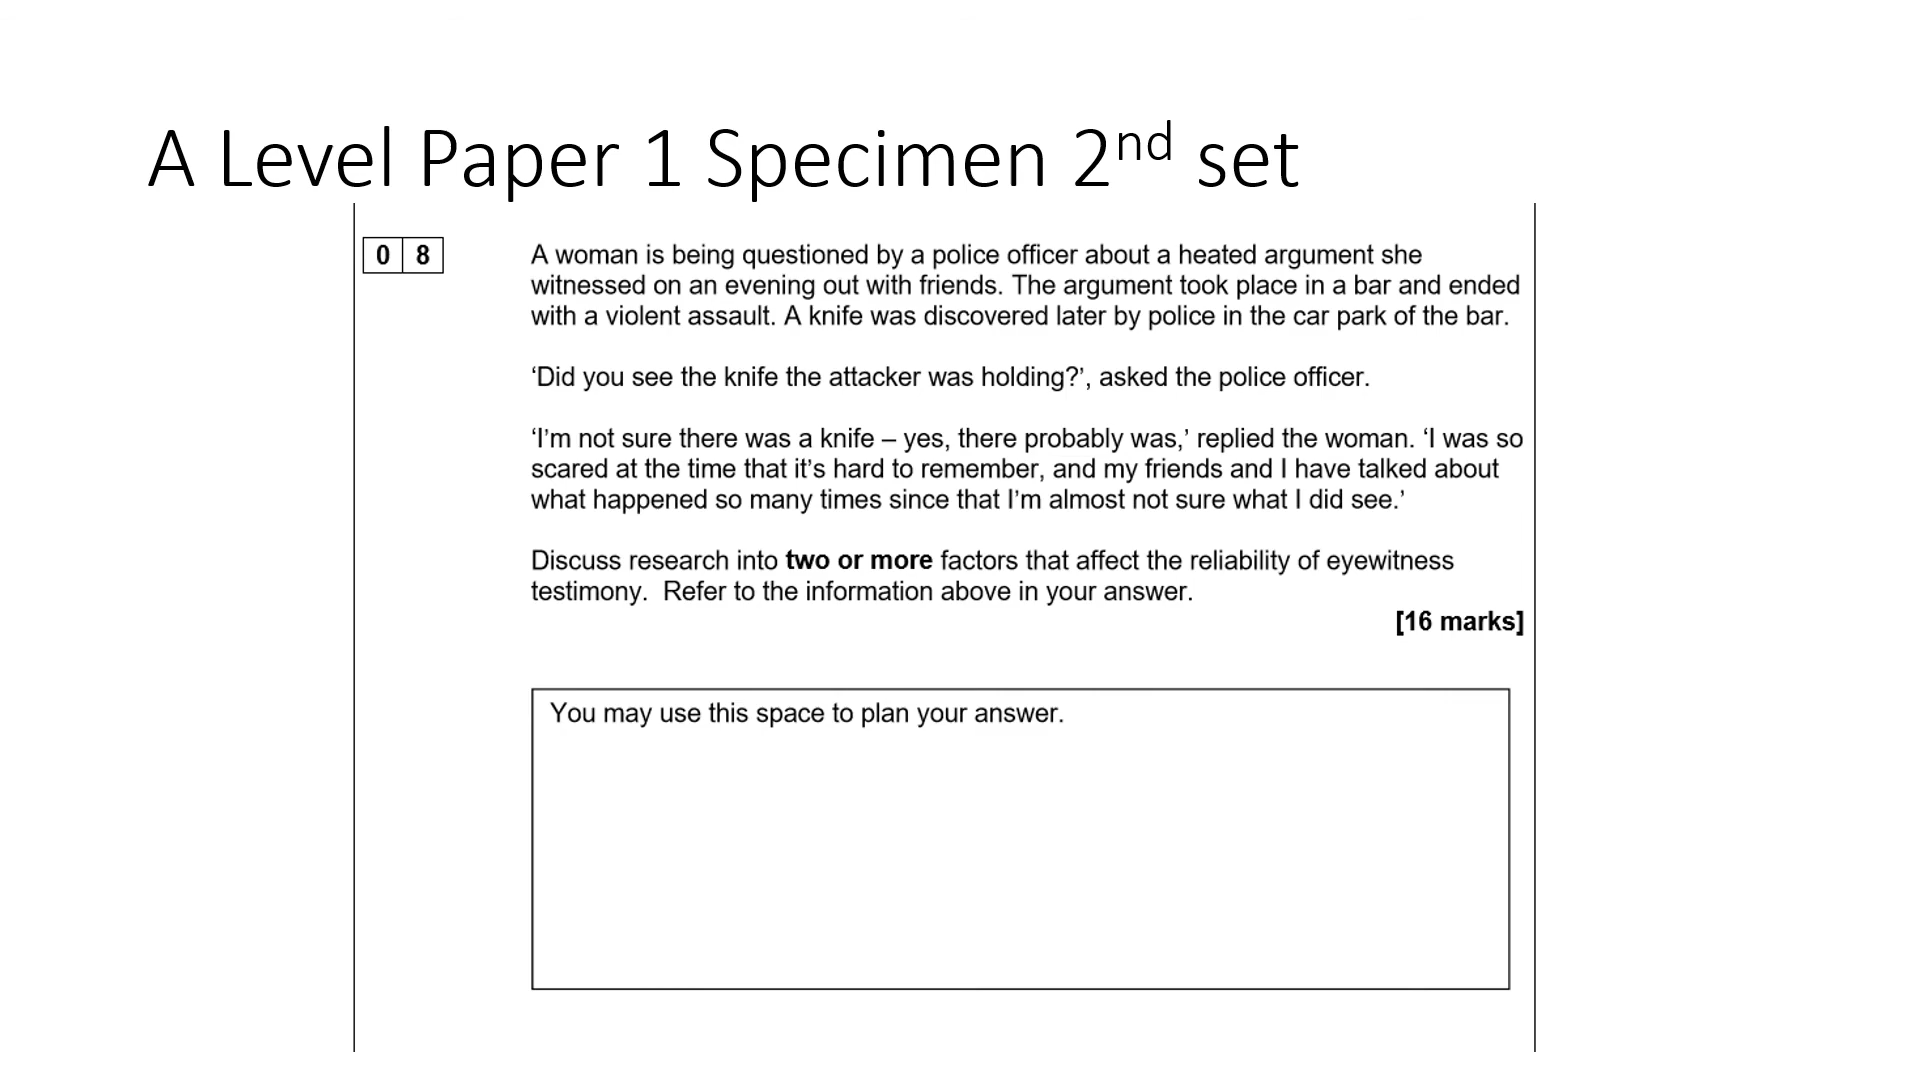 A Level Paper 1 Specimen 2nd set
0 8
A woman is being questioned by a police officer about a heated argument she
witnessed on an evening out with friends. The argument took place in a bar and ended
with a violent assault. A knife was discovered later by police in the car park of the bar.
‘Did you see the knife the attacker was holding?’, asked the police officer.
‘I’m not sure there was a knife – yes, there probably was,’ replied the woman. ‘I was so
scared at the time that it’s hard to remember, and my friends and I have talked about
what happened so many times since that I’m almost not sure what I did see.’
Discuss research into two or more factors that affect the reliability of eyewitness
testimony. Refer to the information above in your answer.
[16 marks]
You may use this space to plan your answer.